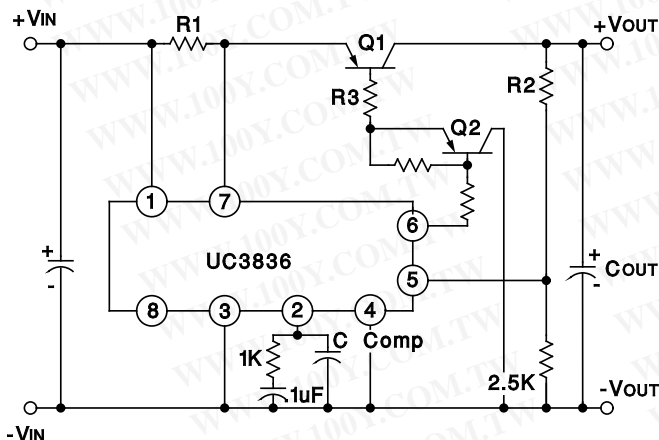 +VIN
R1
Q1
+VOUT
R3
R2
Q2
1
7
6
UC3836
5
+
-
+
COUT
-
8
3
2
4
1K
C
Comp
.1uF
2.5K
-VIN
-VOUT
WWW.100Y.COM.TW